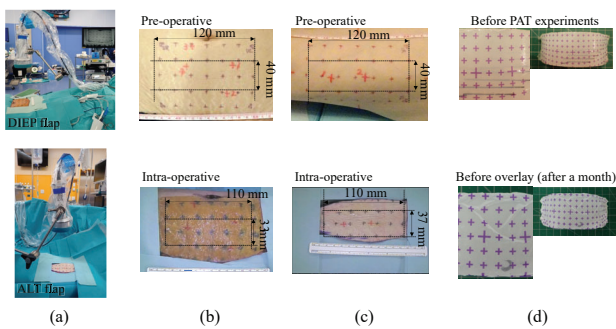 Pre-operative
Pre-operative
Before PAT experiments
120 mm
120 mm
40 mm
40 mm
DIEP flap
Intra-operative
Intra-operative
Before overlay (after a month)
110 mm
110 mm
33 mm
37 mm
ALT flap
(a)
(b)
(c)
(d)